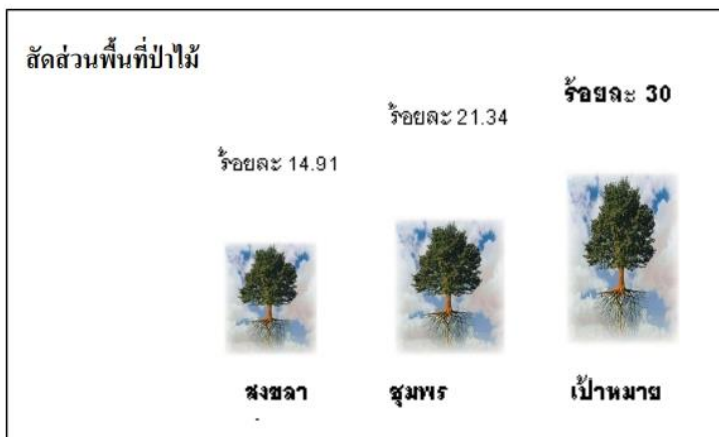 สัดส่วนพื้นที่ป่าไม้
ร้อยละ 30
ร้อยละ 21.34
ร้อยละ 14.91
สงขลา ชุมพร เป้าหมาย